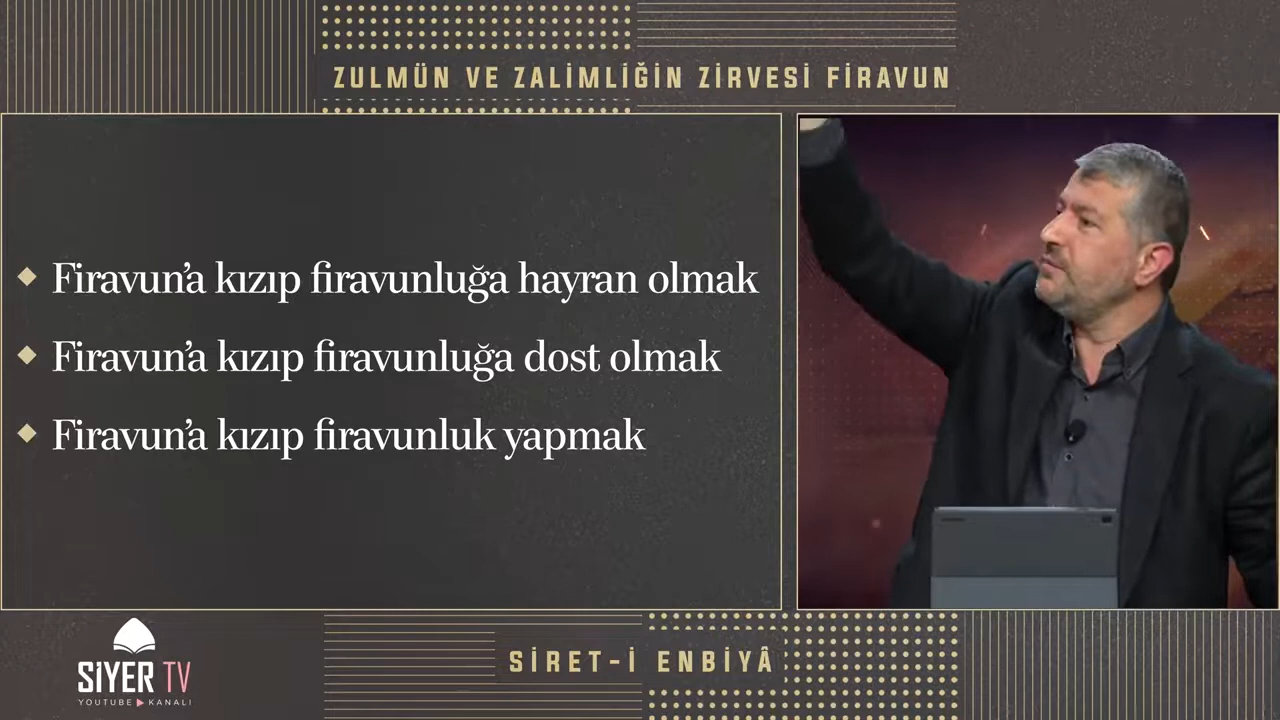 ZULMÜN VE ZALİMLİĞİN ZİRVESİ FİRAVUN
Firavun'a kızıp firavunluğa hayran olmak
Firavun'a kızıp firavunluğa dost olmak
Firavun'a kızıp firavunluk yapmak
SİYER TV
YOUTUBE KANALI
SİRET-İ ENBİYÂ